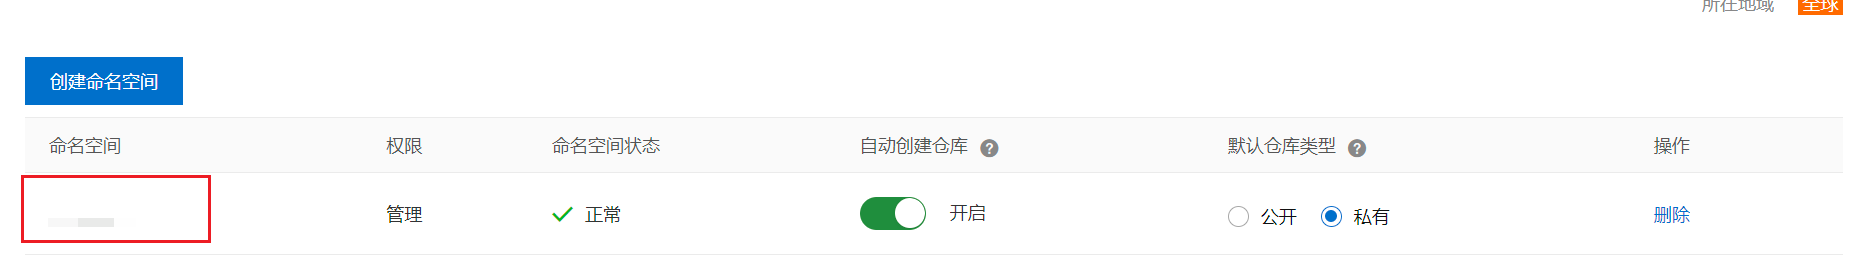 所在地域 全球
创建命名空间
命名空间 权限 命名空间状态 自动创建仓库 ? 默认仓库类型 ? 操作
管理 正常 开启 公开 私有 删除